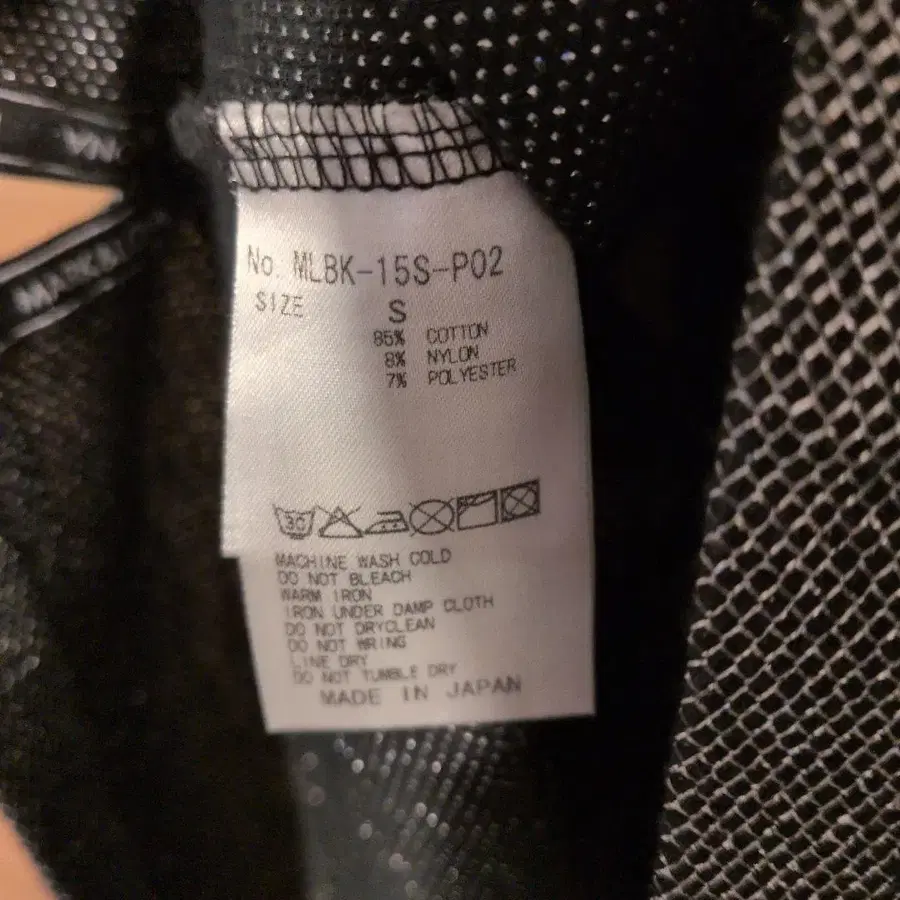 No. MLBK-15S-P02
SIZE S
85% COTTON
8% NYLON
7% POLYESTER
30
MACHINE WASH COLD
DO NOT BLEACH
WARM IRON
IRON UNDER DAMP CLOTH
DO NOT DRYCLEAN
DO NOT WRING
LINE DRY
DO NOT TUMBLE DRY
MADE IN JAPAN